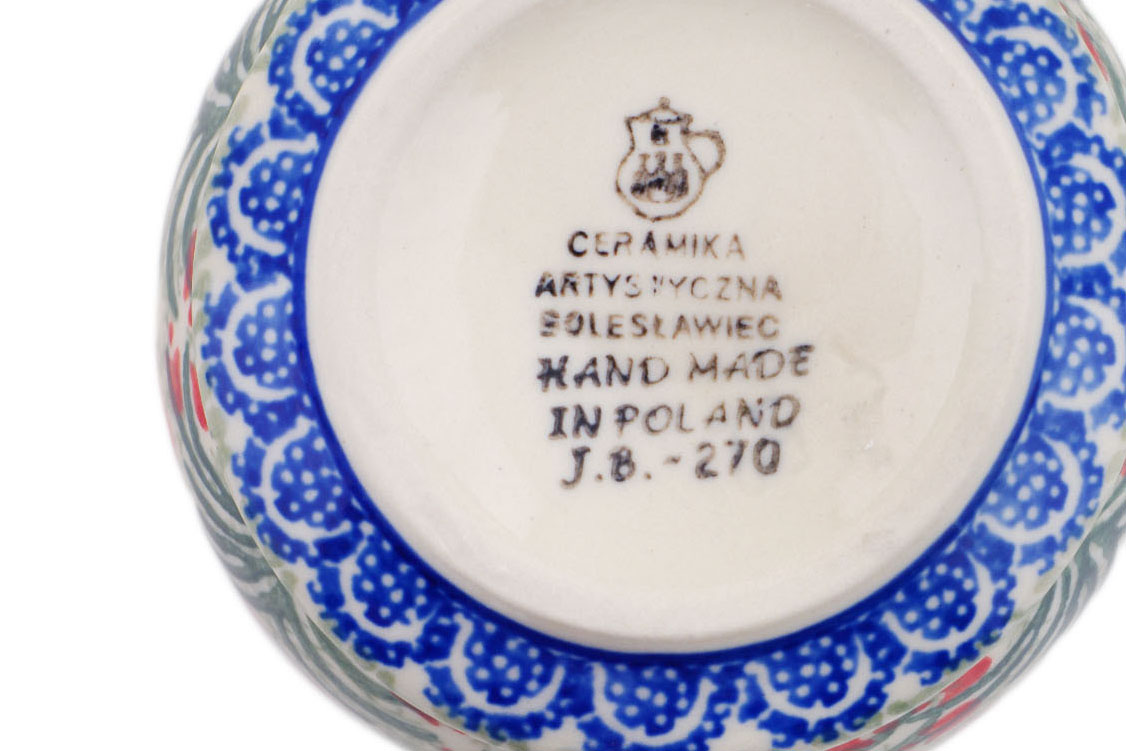 CERAMIKA
ARTYSTYCZNA
BOLESŁAWIEC
HAND MADE
IN POLAND
J.B.-270